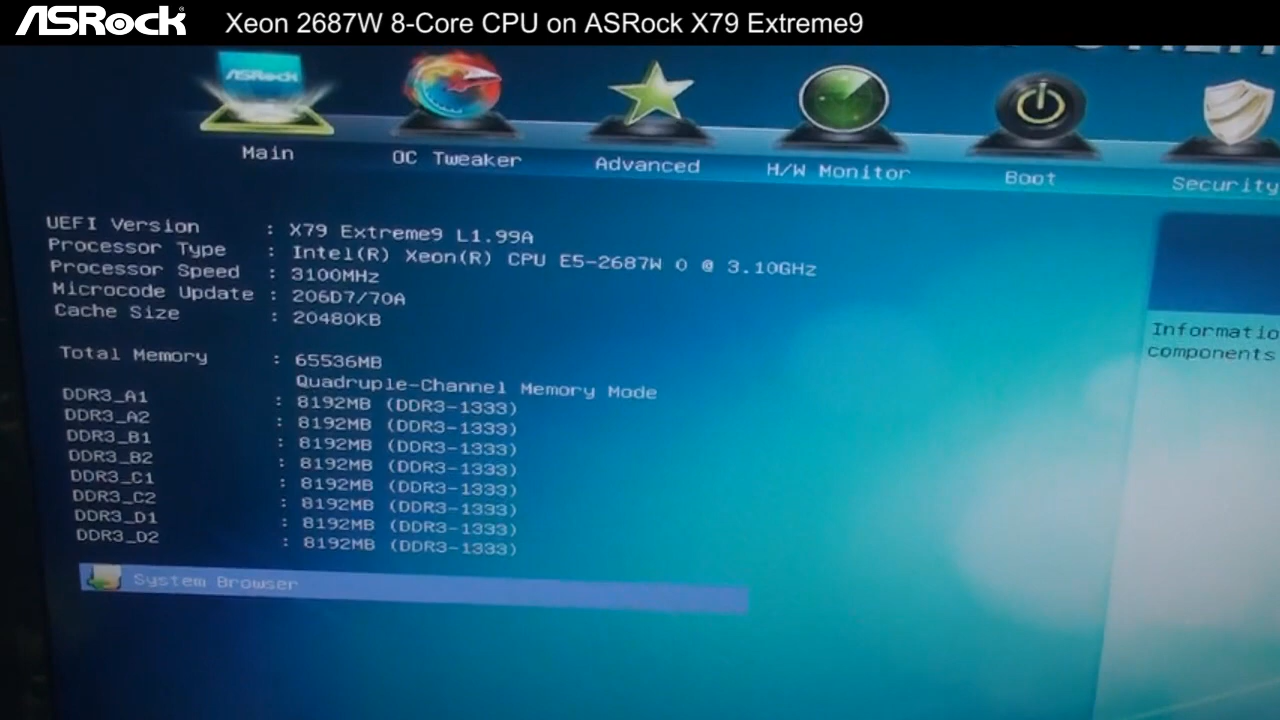 ASRock Xeon 2687W 8-Core CPU on ASRock X79 Extreme9
ASRock
Main OC Tweaker Advanced H/W Monitor Boot Security
UEFI Version : X79 Extreme9 L1.99A
Processor Type : Intel(R) Xeon(R) CPU E5-2687W 0 @ 3.10GHz
Processor Speed : 3100MHz
Microcode Update : 206D7/70A
Cache Size : 20480KB
Total Memory : 65536MB
Quadruple-Channel Memory Mode
DDR3_A1 : 8192MB (DDR3-1333)
DDR3_A2 : 8192MB (DDR3-1333)
DDR3_B1 : 8192MB (DDR3-1333)
DDR3_B2 : 8192MB (DDR3-1333)
DDR3_C1 : 8192MB (DDR3-1333)
DDR3_C2 : 8192MB (DDR3-1333)
DDR3_D1 : 8192MB (DDR3-1333)
DDR3_D2 : 8192MB (DDR3-1333)
System Browser
Informatio
components